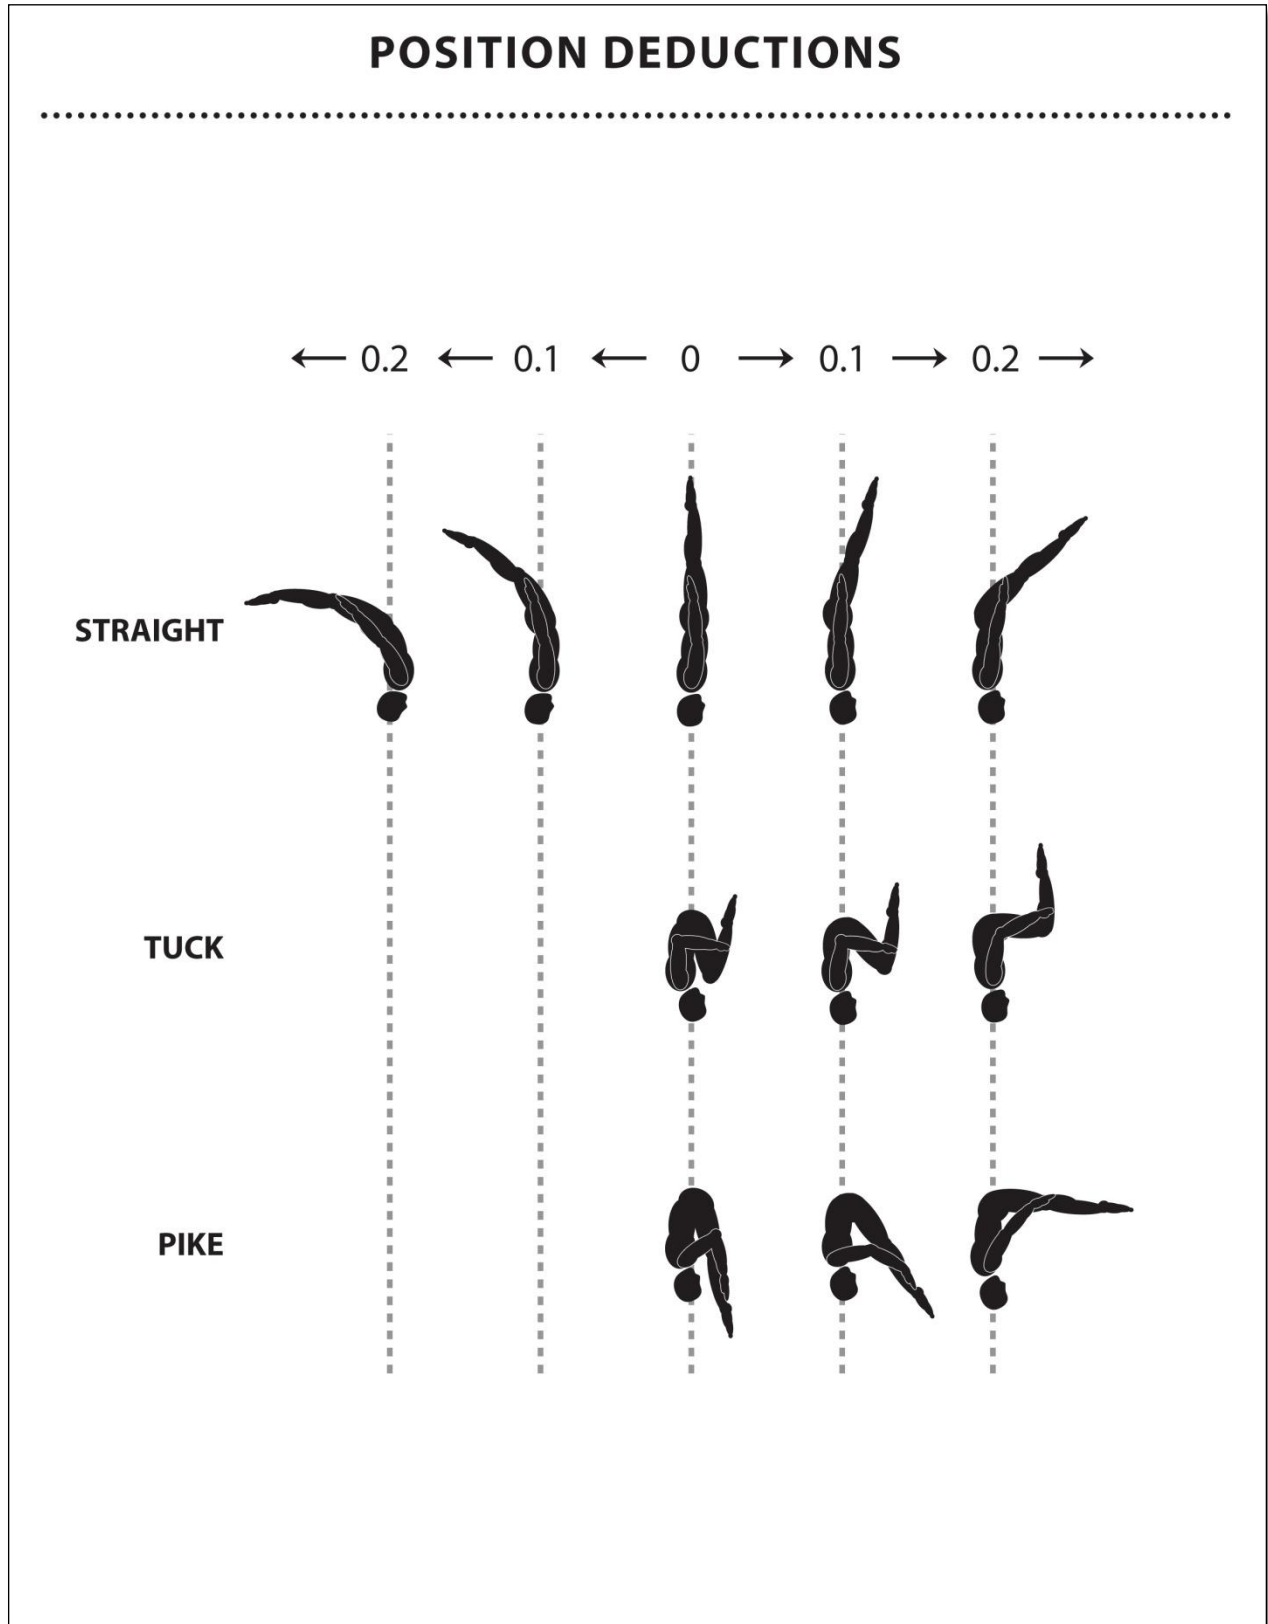 POSITION DEDUCTIONS
← 0.2 ← 0.1 ← 0 → 0.1 → 0.2 →
STRAIGHT
TUCK
PIKE